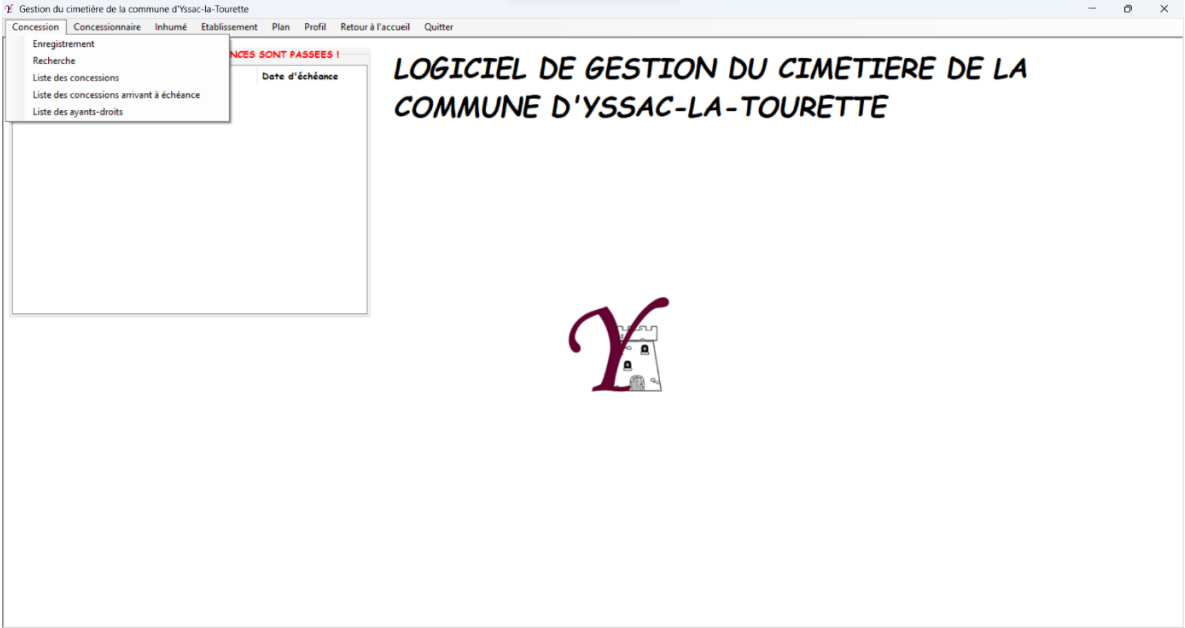 Gestion du cimetière de la commune d'Yssac-la-Tourette
Concession Concessionnaire Inhumé Etablissement Plan Profil Retour à l'accueil Quitter
Enregistrement
Recherche
Liste des concessions
Liste des concessions arrivant à échéance
Liste des ayants-droits
NCES SONT PASSEES !
Date d'échéance
LOGICIEL DE GESTION DU CIMETIERE DE LA
COMMUNE D'YSSAC-LA-TOURETTE